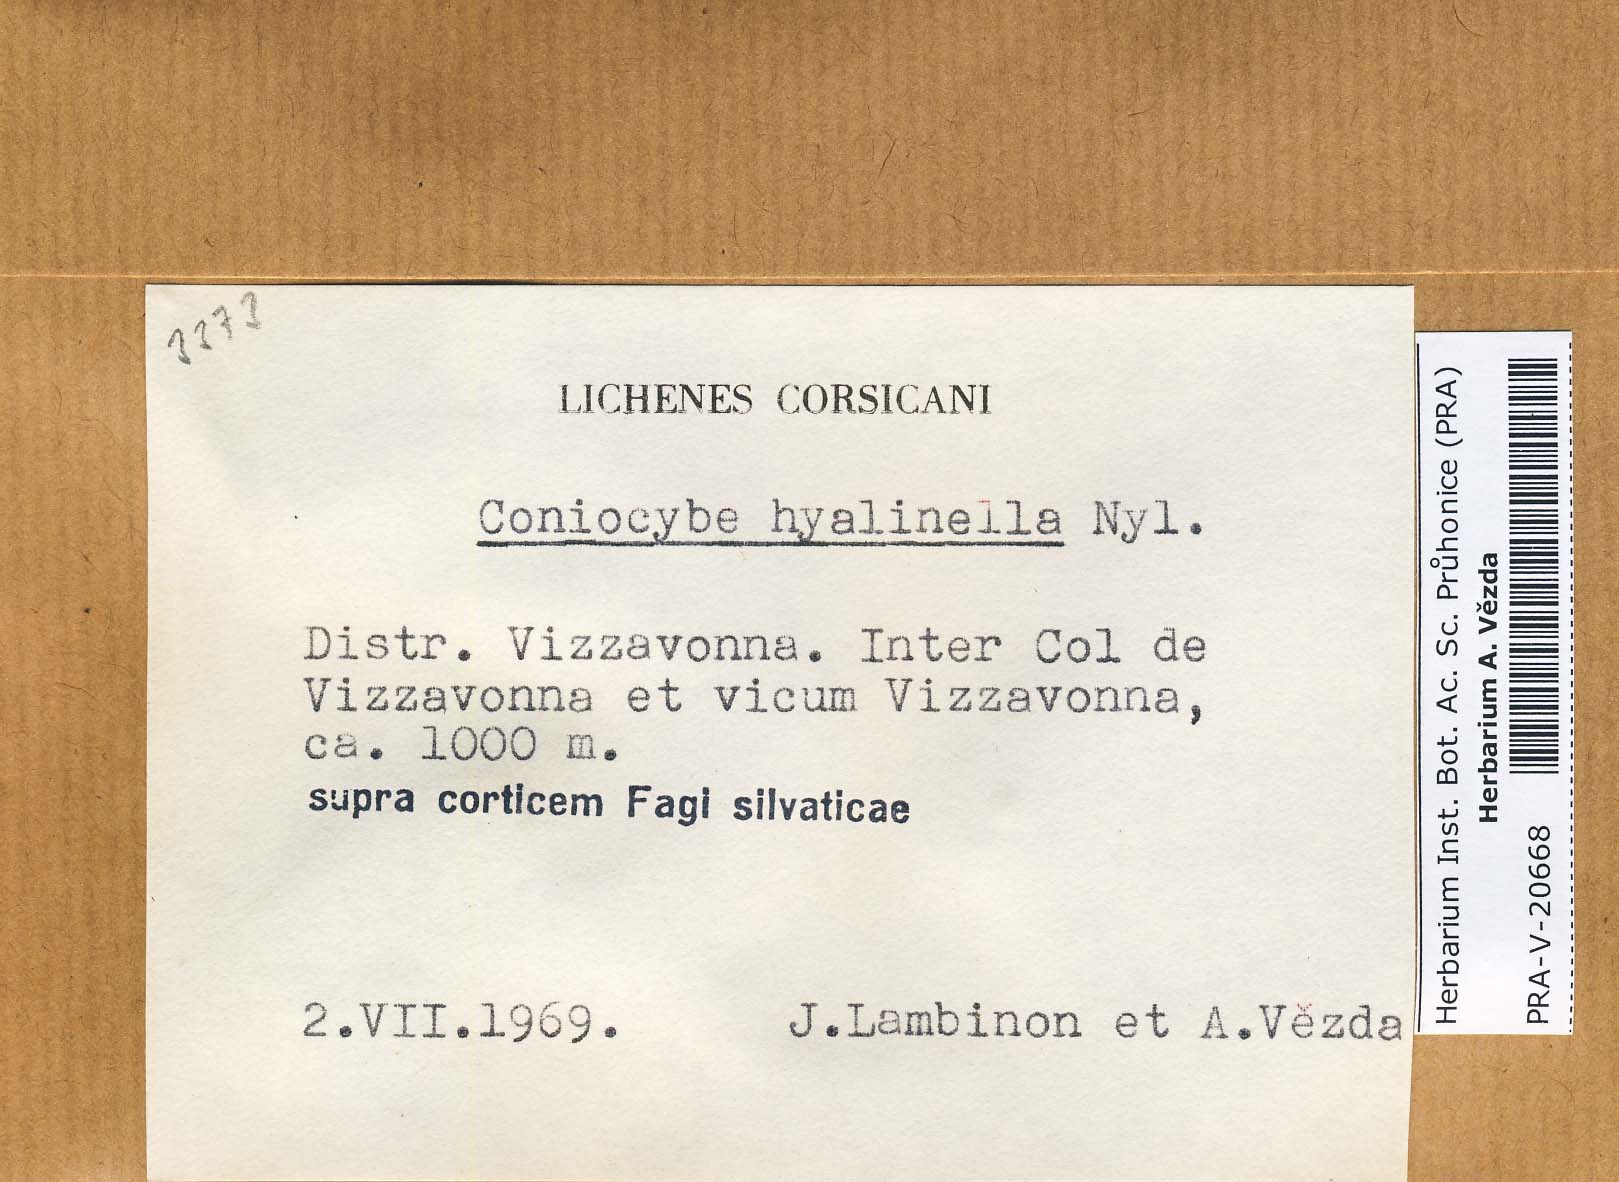 3373
LICHENES CORSICANI
Coniocybe hyalinella Nyl.
Distr. Vizzavonna. Inter Col de
Vizzavonna et vicum Vizzavonna,
ca. 1000 m.
supra corticem Fagi silvaticae
2.VII.1969. J.Lambinon et A.Vězda
Herbarium Inst. Bot. Ac. Sc. Průhonice (PRA)
Herbarium A. Vězda
PRA-V-20668